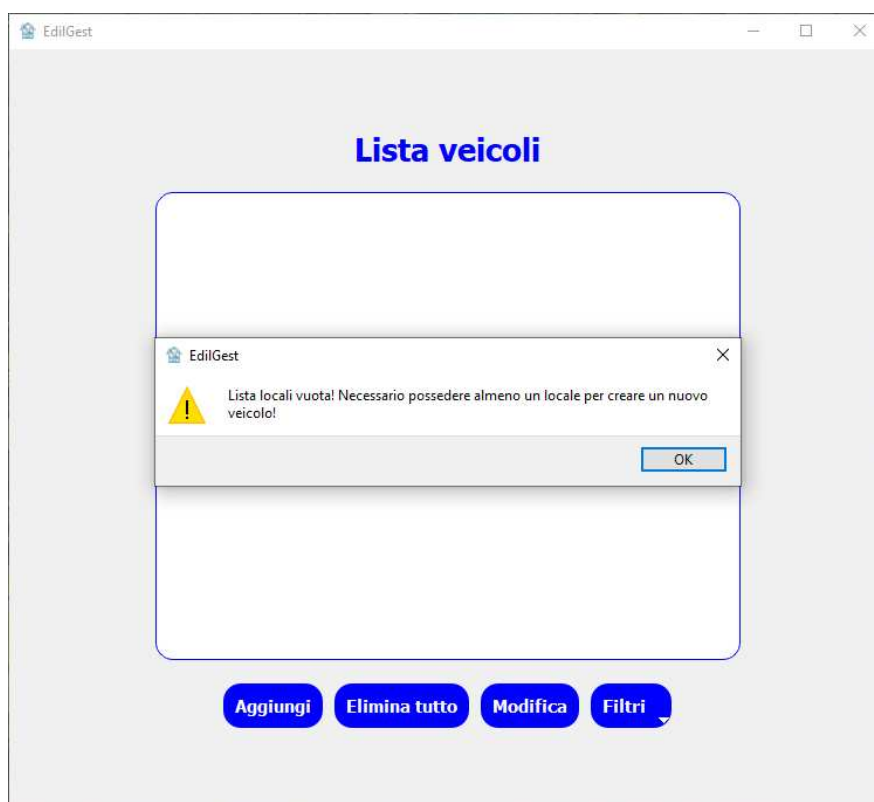 EdilGest
Lista veicoli
EdilGest
Lista locali vuota! Necessario possedere almeno un locale per creare un nuovo
veicolo!
OK
Aggiungi Elimina tutto Modifica Filtri